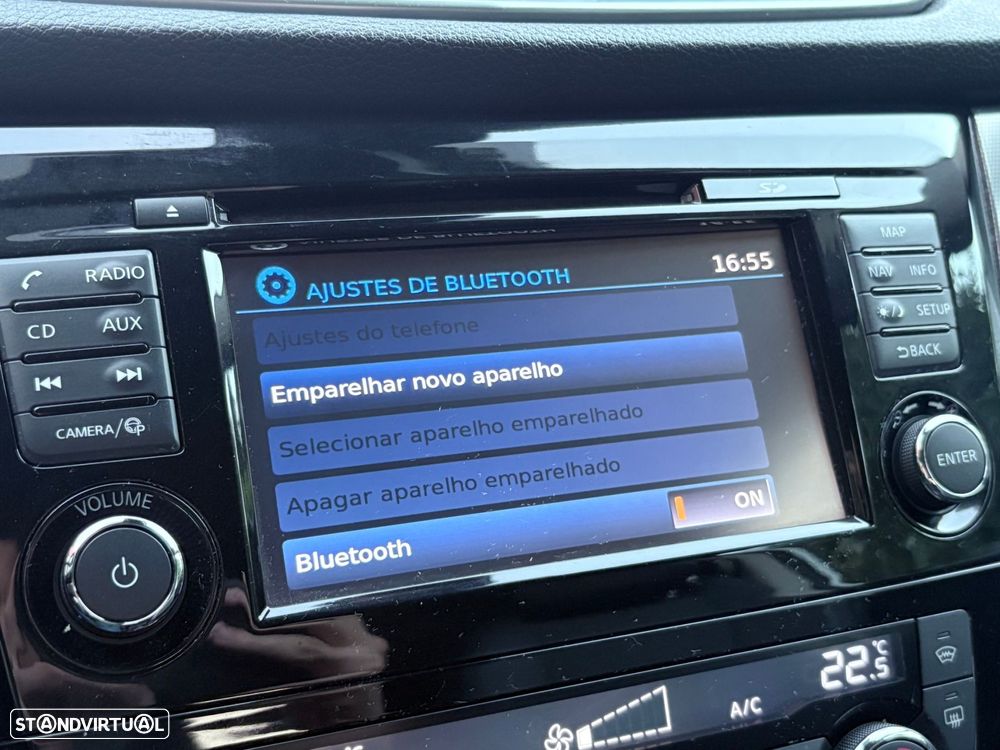 SD
MAP
RADIO
NAV INFO
CD AUX
SETUP
BACK
CAMERA/
AJUSTES DE BLUETOOTH 16:55
Ajustes do telefone
Emparelhar novo aparelho
Selecionar aparelho emparelhado
Apagar aparelho emparelhado
Bluetooth ON
ENTER
VOLUME
22.5 °C
A/C
STANDVIRTUAL